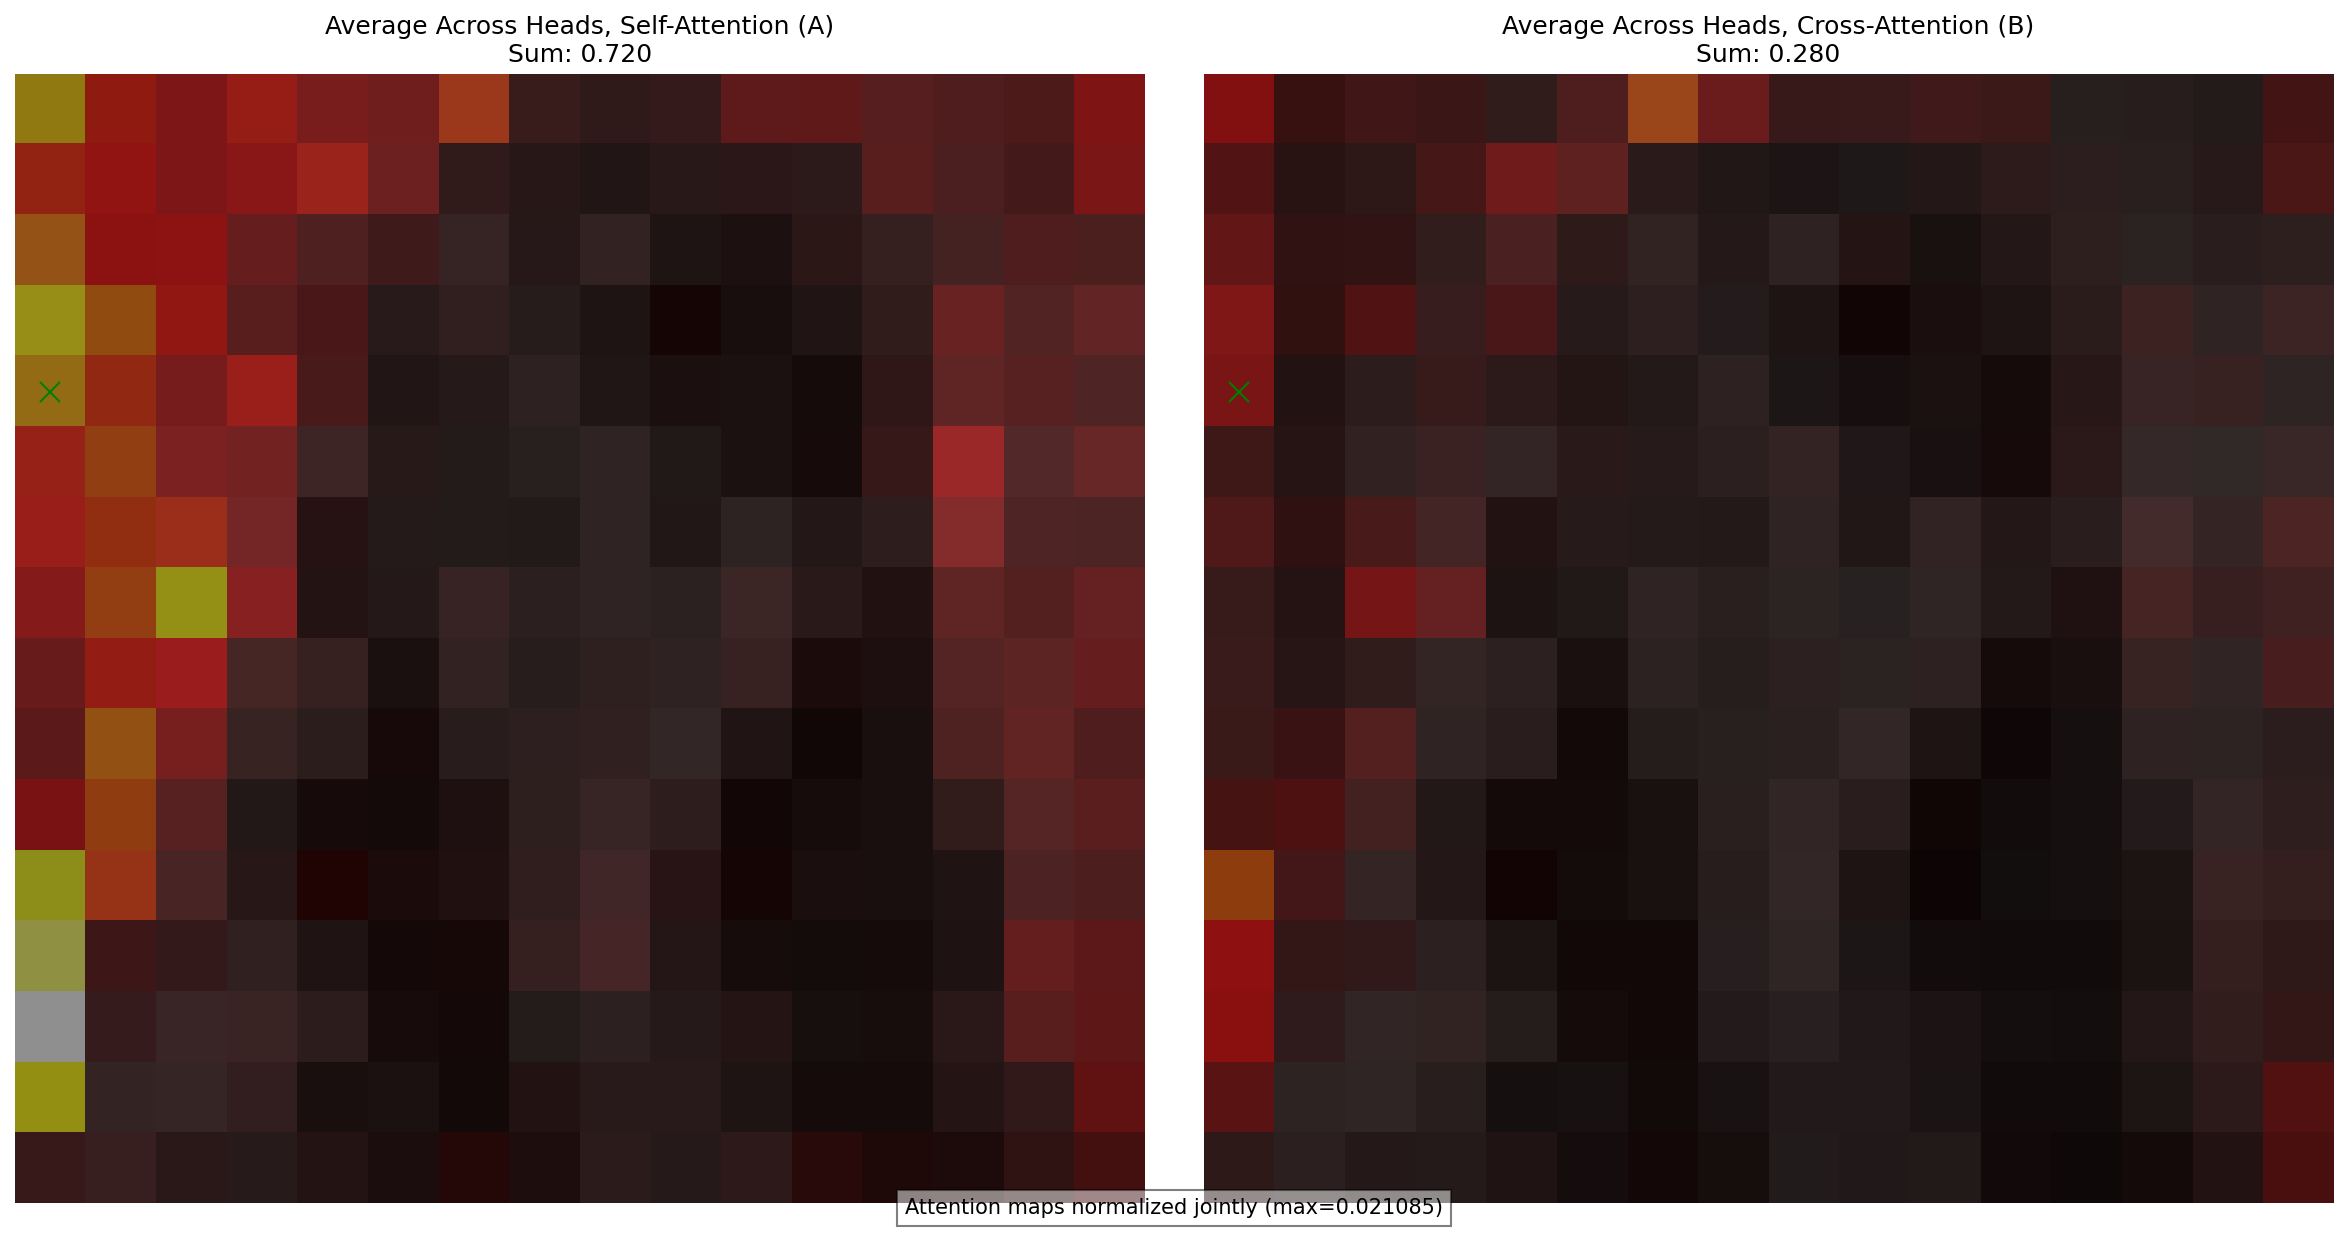 Average Across Heads, Self-Attention (A)
Sum: 0.720
Average Across Heads, Cross-Attention (B)
Sum: 0.280
Attention maps normalized jointly (max=0.021085)